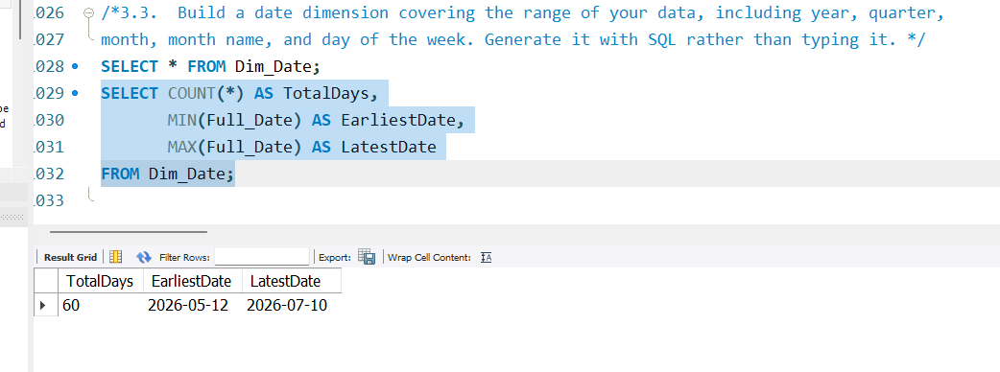 .026 /*3.3. Build a date dimension covering the range of your data, including year, quarter,
.027 month, month name, and day of the week. Generate it with SQL rather than typing it. */
.028 SELECT * FROM Dim_Date;
.029 SELECT COUNT(*) AS TotalDays,
.030 MIN(Full_Date) AS EarliestDate,
.031 MAX(Full_Date) AS LatestDate
.032 FROM Dim_Date;
.033
Result Grid Filter Rows: Export: Wrap Cell Content:
TotalDays EarliestDate LatestDate
60 2026-05-12 2026-07-10